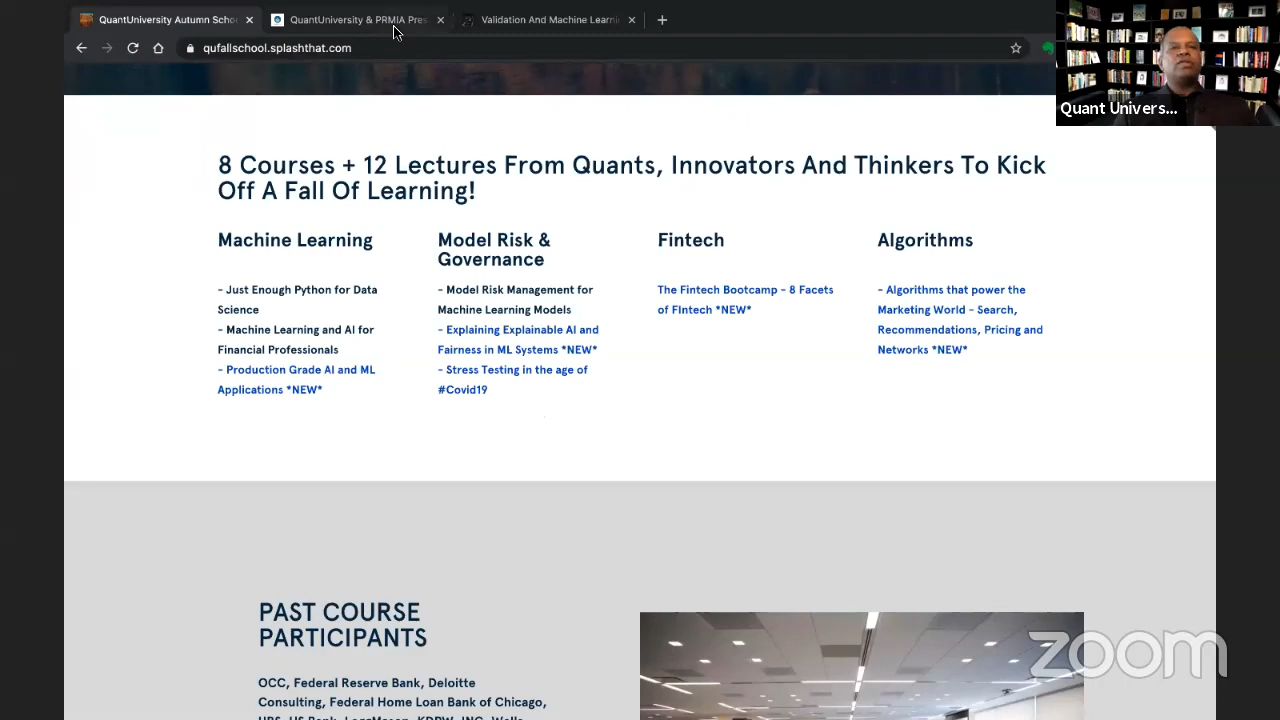 QuantUniversity Autumn Scho
QuantUniversity & PRMIA Pres
Validation And Machine Learni
qufallschool.splashthat.com
Quant Univers...
8 Courses + 12 Lectures From Quants, Innovators And Thinkers To Kick
Off A Fall Of Learning!
Machine Learning
- Just Enough Python for Data
Science
- Machine Learning and AI for
Financial Professionals
- Production Grade AI and ML
Applications *NEW*
Model Risk &
Governance
- Model Risk Management for
Machine Learning Models
- Explaining Explainable AI and
Fairness in ML Systems *NEW*
- Stress Testing in the age of
#Covid19
Fintech
The Fintech Bootcamp - 8 Facets
of FIntech *NEW*
Algorithms
- Algorithms that power the
Marketing World - Search,
Recommendations, Pricing and
Networks *NEW*
PAST COURSE
PARTICIPANTS
OCC, Federal Reserve Bank, Deloitte
Consulting, Federal Home Loan Bank of Chicago,
zoom